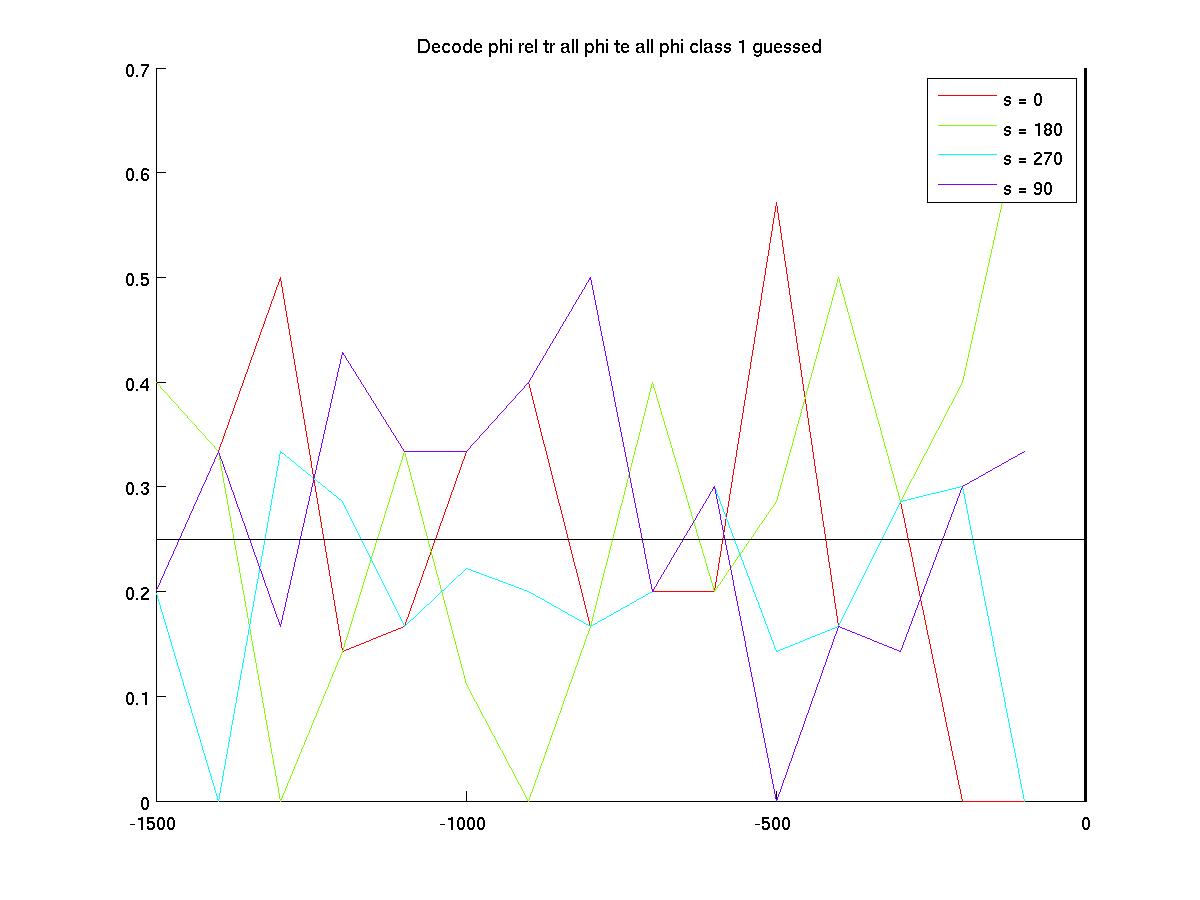 Decode phi rel tr all phi te all phi class 1 guessed
0.7
s = 0
s = 180
s = 270
s = 90
0.6
0.5
0.4
0.3
0.2
0.1
0
-1500
-1000
-500
0